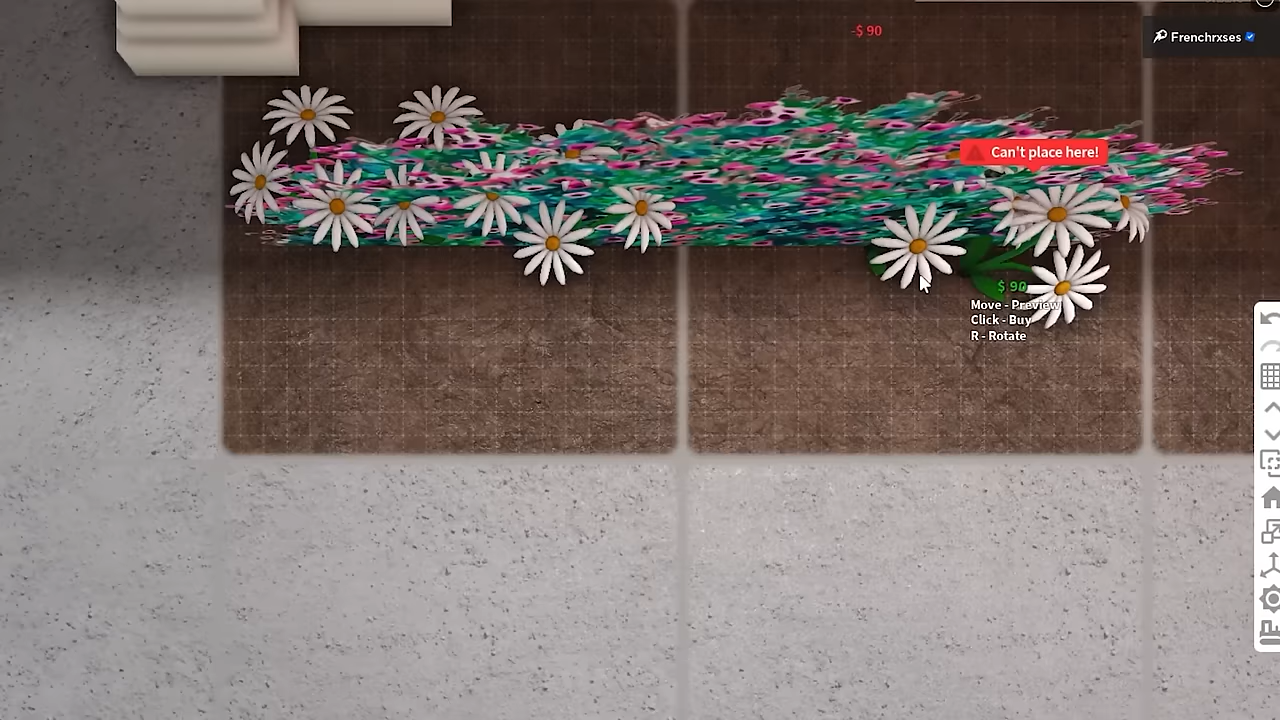 -$ 90
Frenchrxses
Can't place here!
$ 90
Move - Preview
Click - Buy
R - Rotate